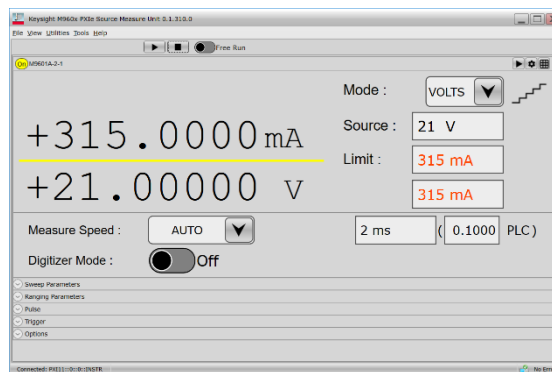 Keysight M960x PXIe Source Measure Unit 0.1.310.0
File View Utilities Tools Help
Free Run
On M9601A-2-1
Mode : VOLTS
+315.0000 mA
Source : 21 V
Limit : 315 mA
+21.00000 V
315 mA
Measure Speed : AUTO 2 ms ( 0.1000 PLC )
Digitizer Mode : Off
Sweep Parameters
Ranging Parameters
Pulse
Trigger
Options
Connected: PXI11::0::0::INSTR No Err